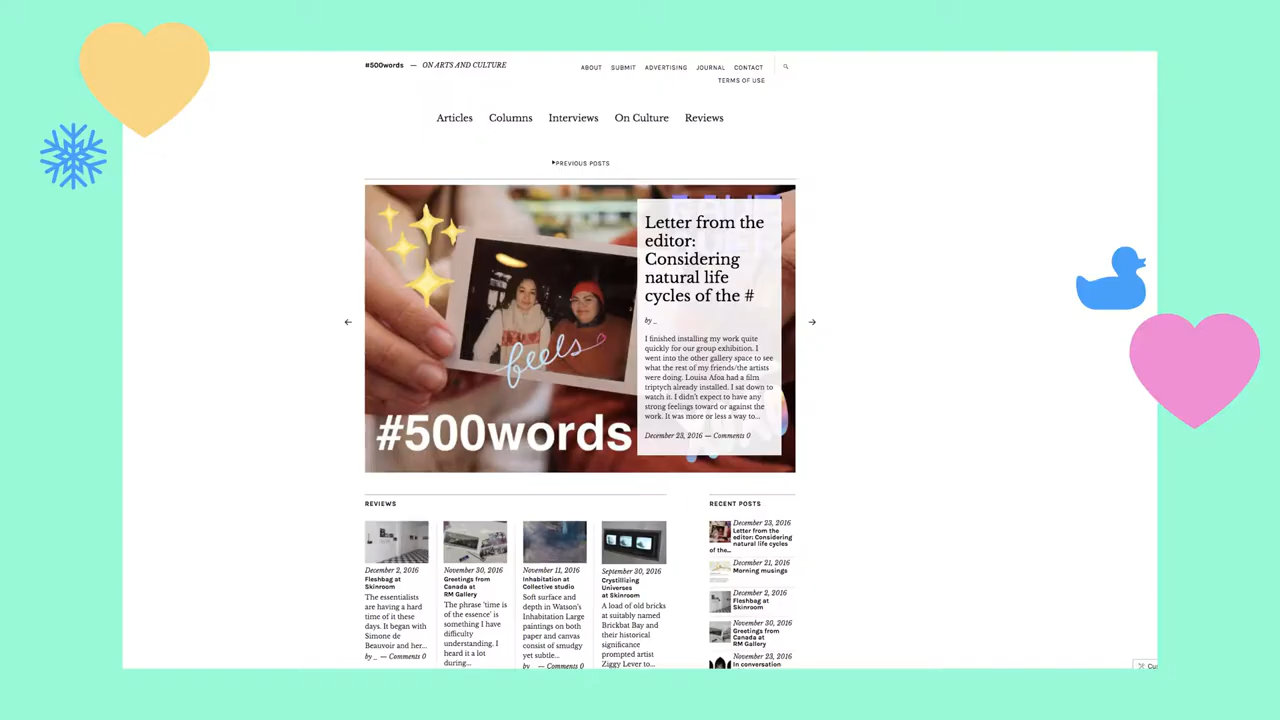 #500words — ON ARTS AND CULTURE
ABOUT SUBMIT ADVERTISING JOURNAL CONTACT
TERMS OF USE
Articles Columns Interviews On Culture Reviews
PREVIOUS POSTS
feels
#500words
Letter from the
editor:
Considering
natural life
cycles of the #
by _
I finished installing my work quite
quickly for our group exhibition. I
went into the other gallery space to see
what the rest of my friends/the artists
were doing. Louisa Afoa had a film
triptych already installed. I sat down to
watch it. I didn't expect to have any
strong feelings toward or against the
work. It was more or less a way to...
December 23, 2016 — Comments 0
REVIEWS
December 2, 2016
Fleshbag at
Skinroom
The essentialists
are having a hard
time of it these
days. It began with
Simone de
Beauvoir and her...
by _ — Comments 0
November 30, 2016
Greetings from
Canada at
RM Gallery
The phrase 'time is
of the essence' is
something I have
difficulty
understanding. I
heard it a lot
during...
November 11, 2016
Inhabitation at
Collective studio
Soft surface and
depth in Watson's
Inhabitation Large
paintings on both
paper and canvas
consist of smudgy
yet subtle...
by _ — Comments 0
September 30, 2016
Crystillizing
Universes
at Skinroom
A load of old bricks
at suitably named
Brickbat Bay and
their historical
significance
prompted artist
Ziggy Lever to...
RECENT POSTS
December 23, 2016
Letter from the
editor: Considering
natural life cycles
of the...
December 21, 2016
Morning musings
December 2, 2016
Fleshbag at
Skinroom
November 30, 2016
Greetings from
Canada at
RM Gallery
November 23, 2016
In conversation